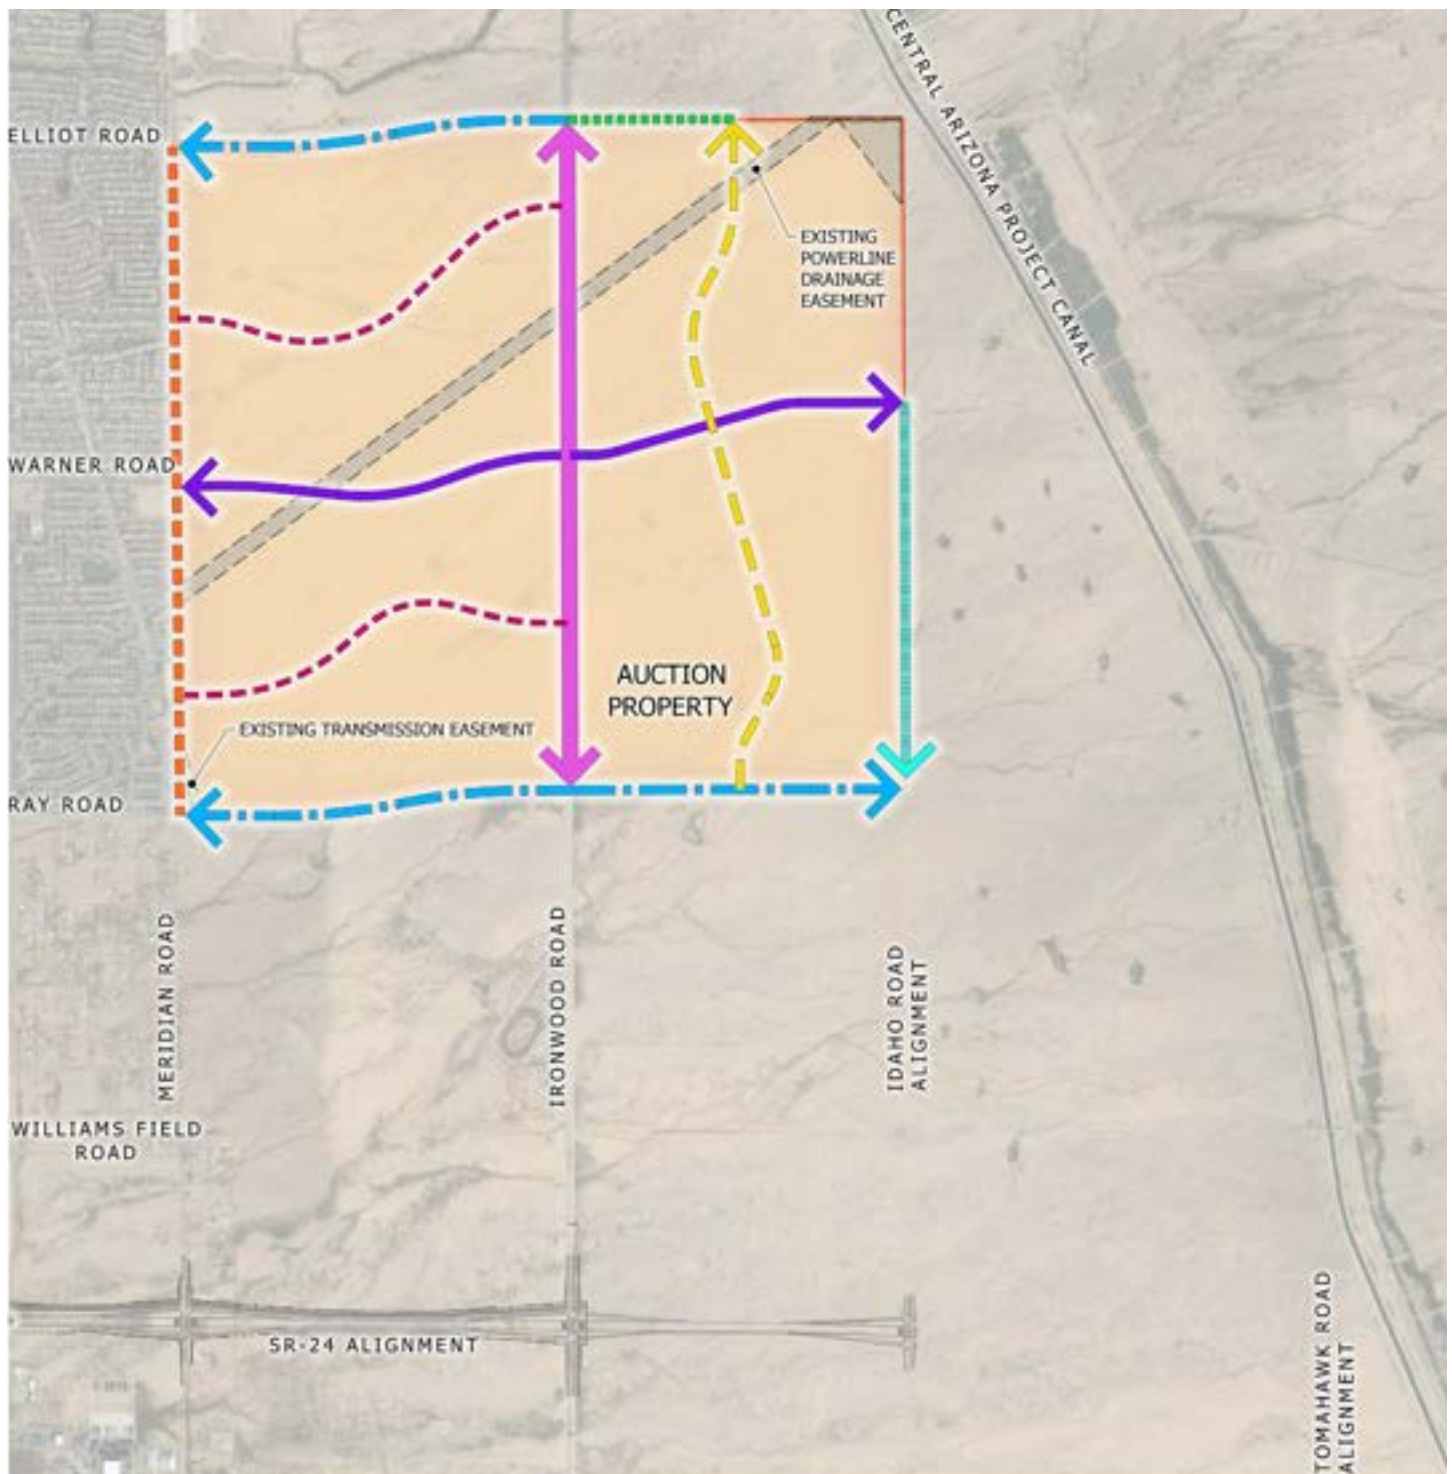 CENTRAL ARIZONA PROJECT CANAL
ELLIOT ROAD
EXISTING
POWERLINE
DRAINAGE
EASEMENT
WARNER ROAD
AUCTION
PROPERTY
EXISTING TRANSMISSION EASEMENT
RAY ROAD
MERIDIAN ROAD
IRONWOOD ROAD
IDAHO ROAD
ALIGNMENT
WILLIAMS FIELD
ROAD
SR-24 ALIGNMENT
TOMAHAWK ROAD
ALIGNMENT